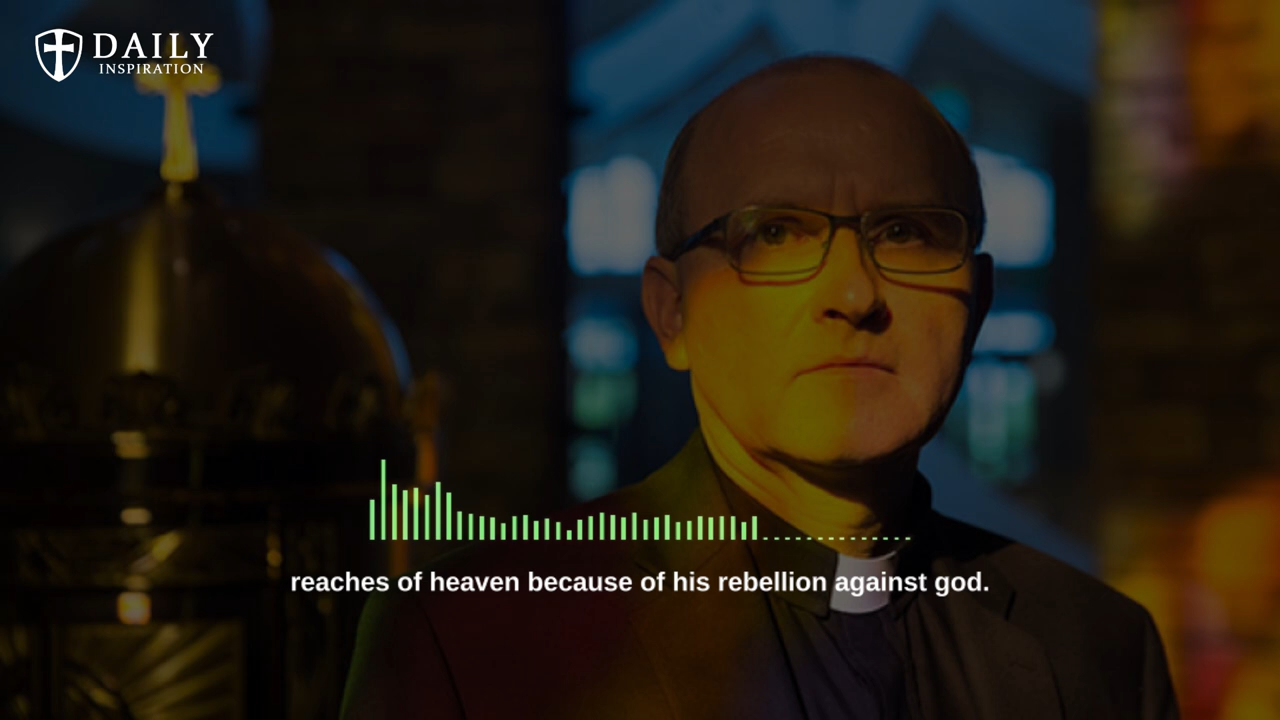 DAILY
INSPIRATION
reaches of heaven because of his rebellion against god.